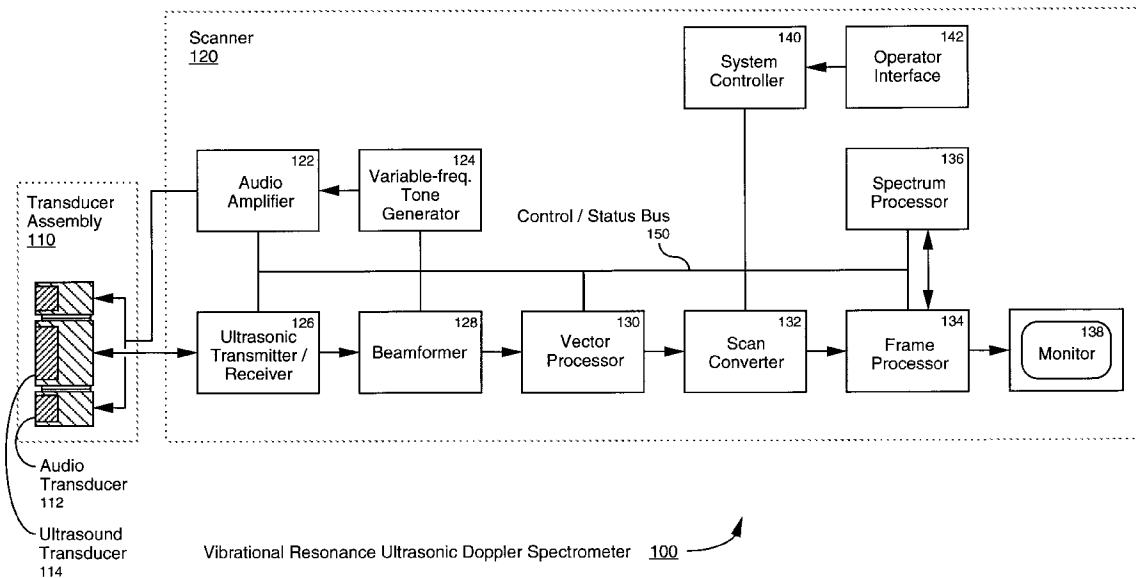 Scanner
120
140
System
Controller
142
Operator
Interface
122
Audio
Amplifier
124
Variable-freq.
Tone
Generator
136
Spectrum
Processor
Transducer
Assembly
110
Control / Status Bus
150
126
Ultrasonic
Transmitter /
Receiver
128
Beamformer
130
Vector
Processor
132
Scan
Converter
134
Frame
Processor
138
Monitor
Audio
Transducer
112
Ultrasound
Transducer
114
Vibrational Resonance Ultrasonic Doppler Spectrometer 100